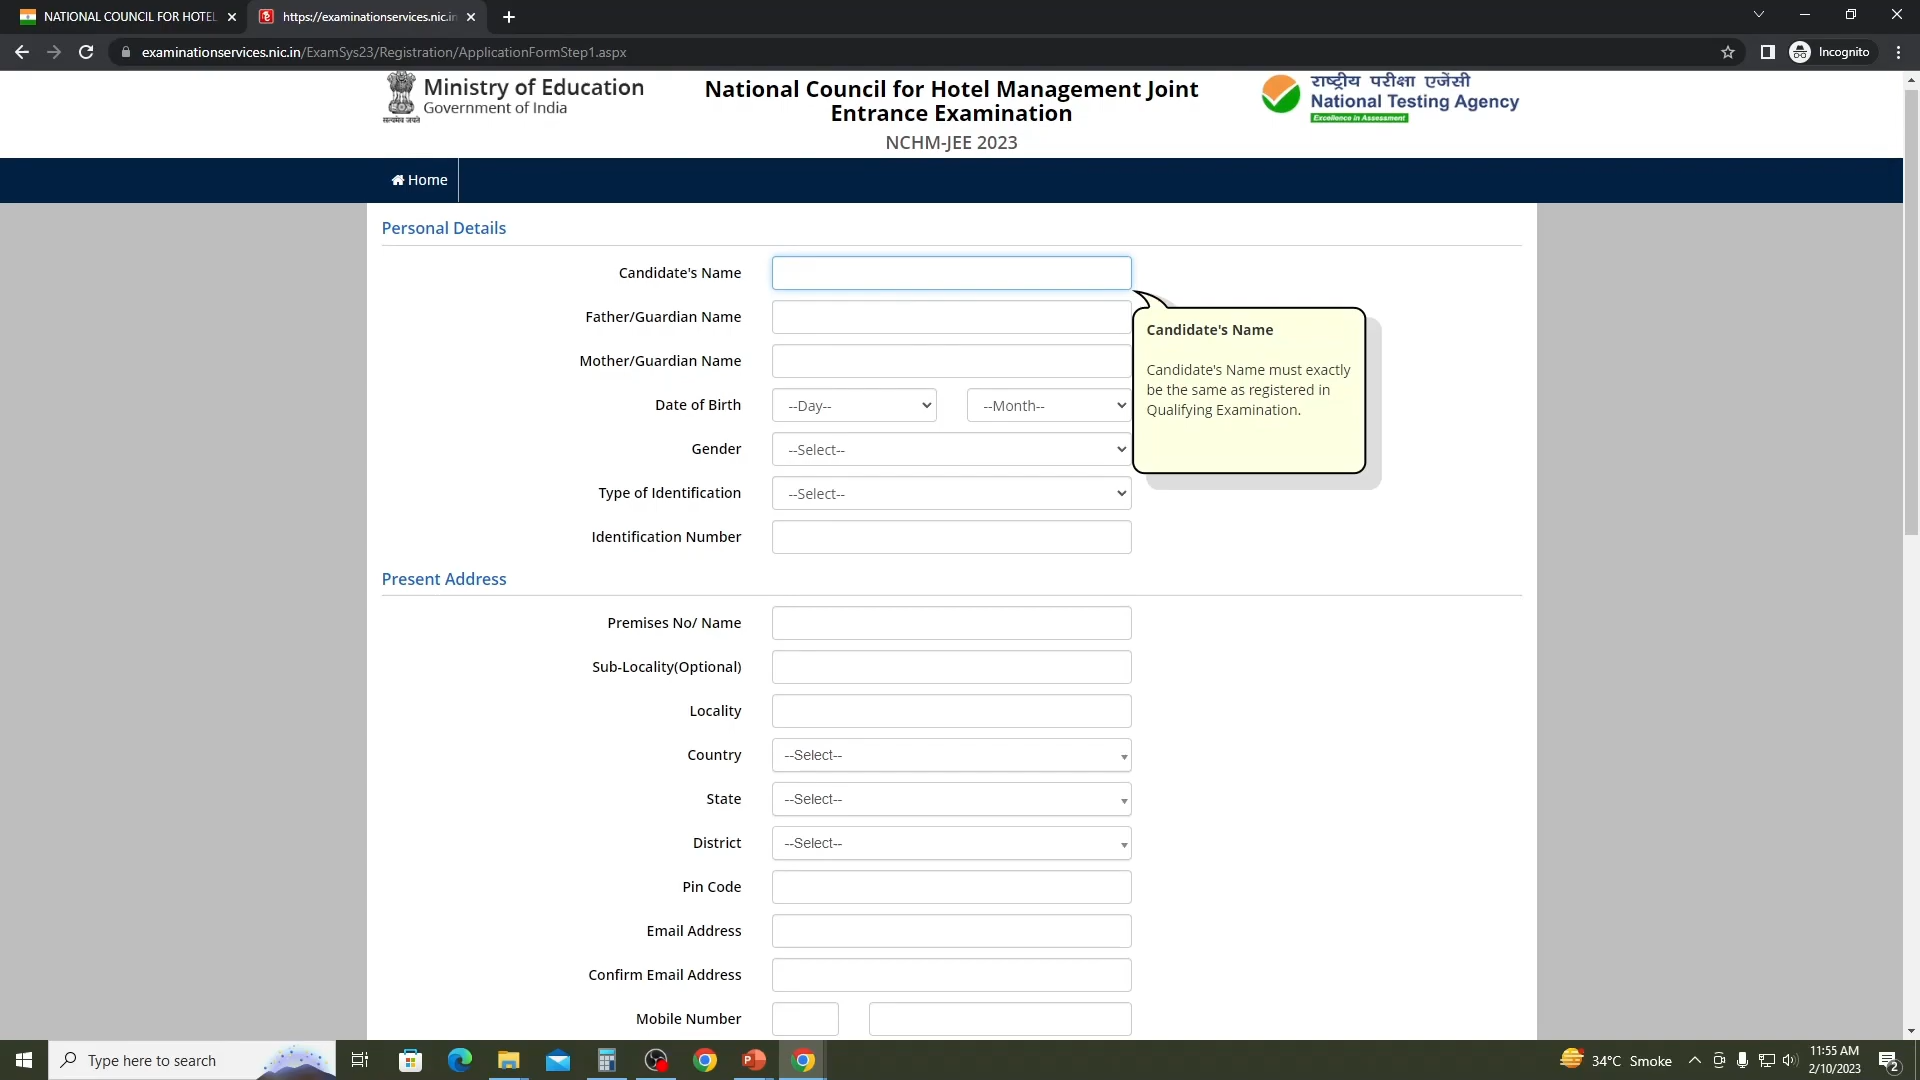 NATIONAL COUNCIL FOR HOTEL
https://examinationservices.nic.in
examinationservices.nic.in/ExamSys23/Registration/ApplicationFormStep1.aspx
Incognito
सत्यमेव जयते
Ministry of Education
Government of India
National Council for Hotel Management Joint
Entrance Examination
NCHM-JEE 2023
राष्ट्रीय परीक्षा एजेंसी
National Testing Agency
Excellence in Assessment
Home
Personal Details
Candidate's Name
Father/Guardian Name
Mother/Guardian Name
Date of Birth
--Day--
--Month--
Gender
--Select--
Type of Identification
--Select--
Identification Number
Candidate's Name
Candidate's Name must exactly
be the same as registered in
Qualifying Examination.
Present Address
Premises No/ Name
Sub-Locality(Optional)
Locality
Country
--Select--
State
--Select--
District
--Select--
Pin Code
Email Address
Confirm Email Address
Mobile Number
Type here to search
34°C Smoke
11:55 AM
2/10/2023
2